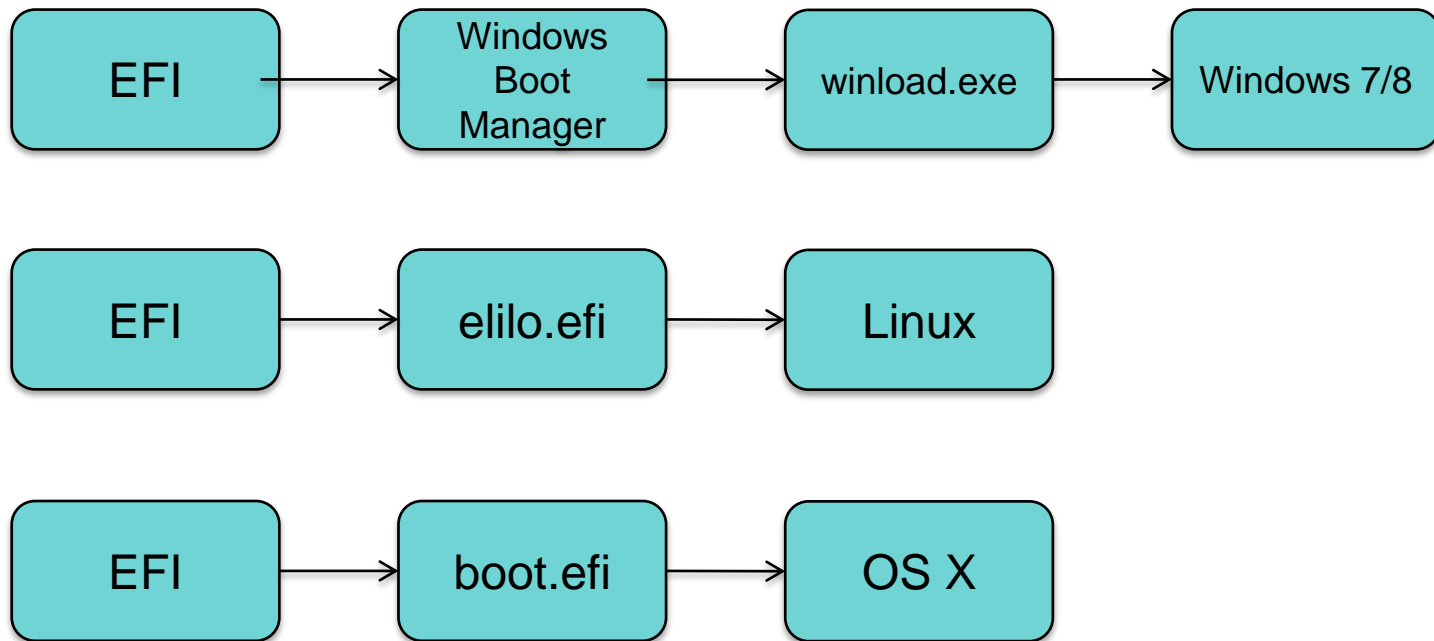 EFI
Windows
Boot
Manager
winload.exe
Windows 7/8
EFI
elilo.efi
Linux
EFI
boot.efi
OS X